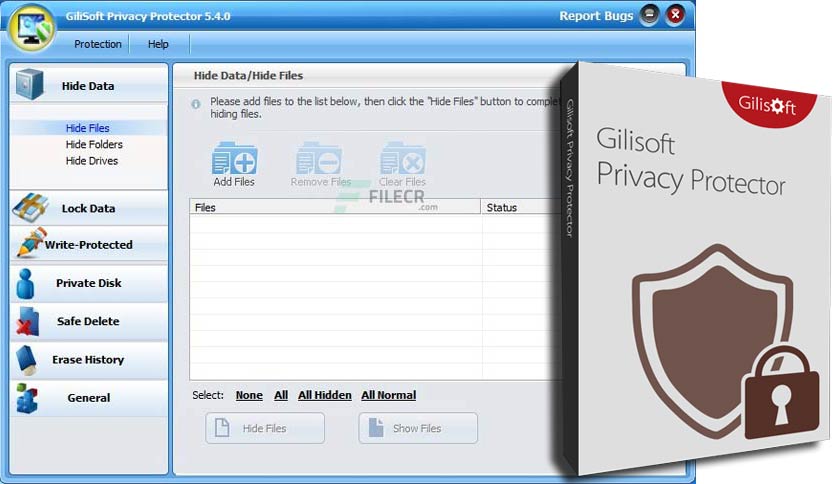 GiliSoft Privacy Protector 5.4.0
Report Bugs
Protection
Help
Hide Data
Hide Files
Hide Folders
Hide Drives
Lock Data
Write-Protected
Private Disk
Safe Delete
Erase History
General
Hide Data/Hide Files
Please add files to the list below, then click the "Hide Files" button to complet
hiding files.
Add Files
Remove Files
Clear Files
FILECR
.com
Files
Status
Select: None All All Hidden All Normal
Hide Files
Show Files
Gilisoft Privacy Protector
Gilisoft
Gilisoft
Privacy Protector